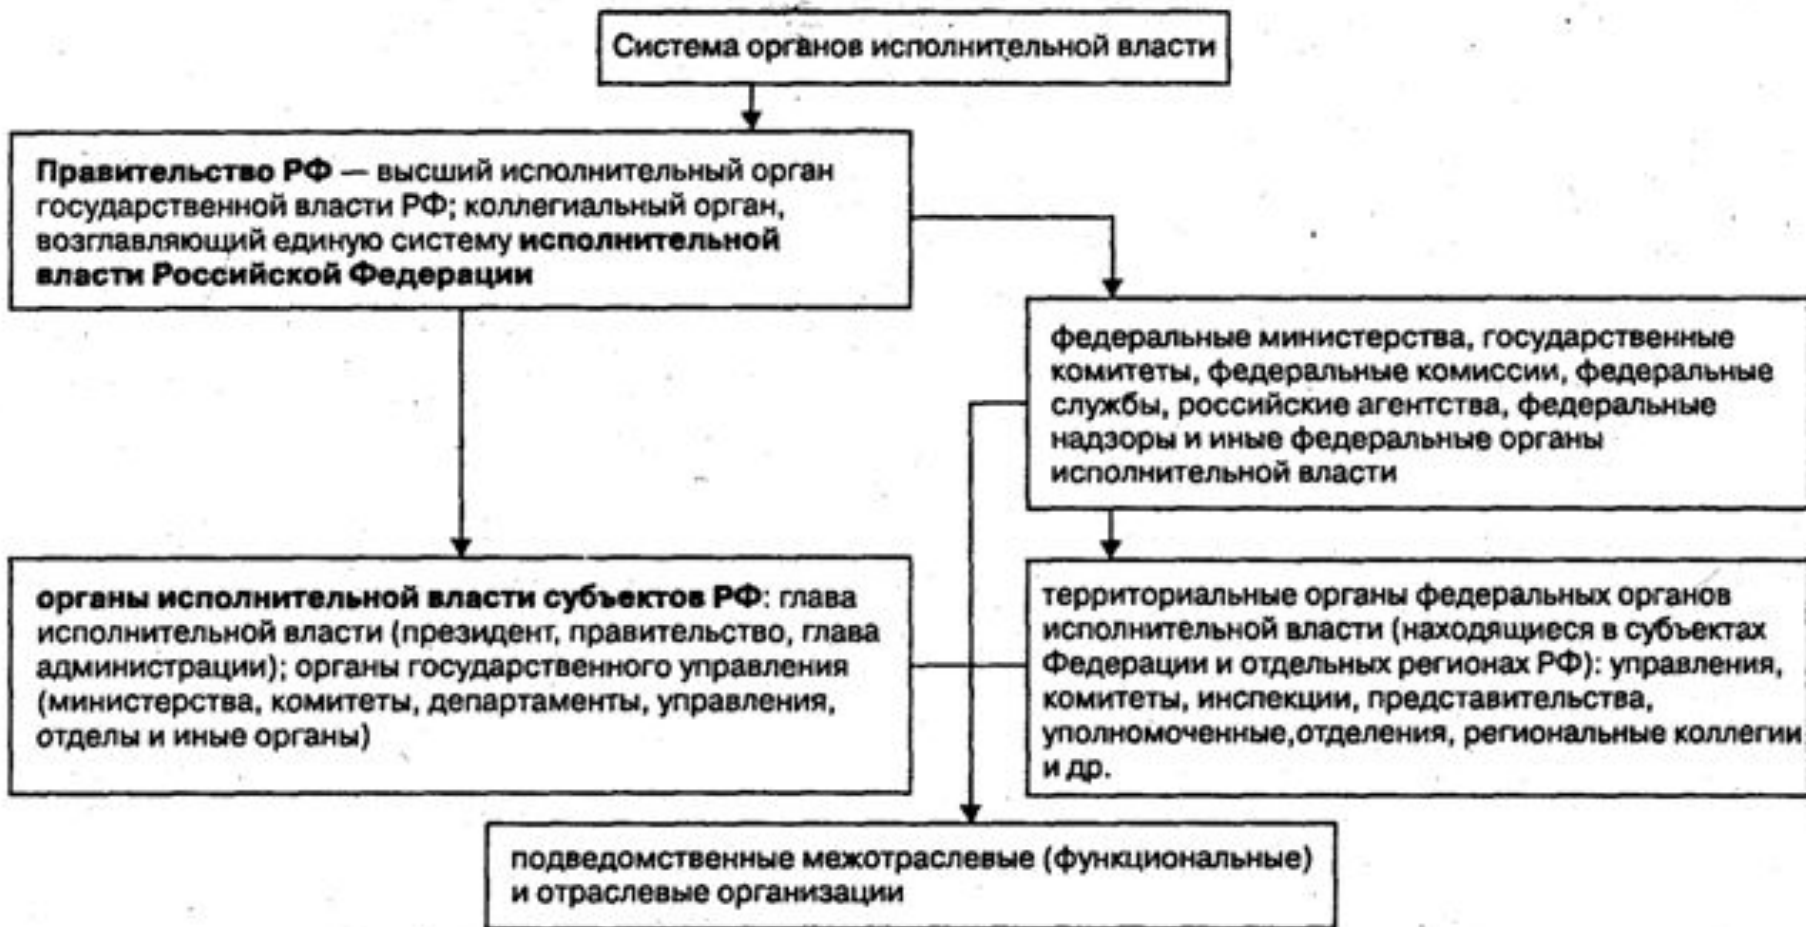 Система органов исполнительной власти
Правительство РФ — высший исполнительный орган
государственной власти РФ; коллегиальный орган,
возглавляющий единую систему исполнительной
власти Российской Федерации
федеральные министерства, государственные
комитеты, федеральные комиссии, федеральные
службы, российские агентства, федеральные
надзоры и иные федеральные органы
исполнительной власти
органы исполнительной власти субъектов РФ: глава
исполнительной власти (президент, правительство, глава
администрации); органы государственного управления
(министерства, комитеты, департаменты, управления,
отделы и иные органы)
территориальные органы федеральных органов
исполнительной власти (находящиеся в субъектах
Федерации и отдельных регионах РФ): управления,
комитеты, инспекции, представительства,
уполномоченные,отделения, региональные коллегии
и др.
подведомственные межотраслевые (функциональные)
и отраслевые организации